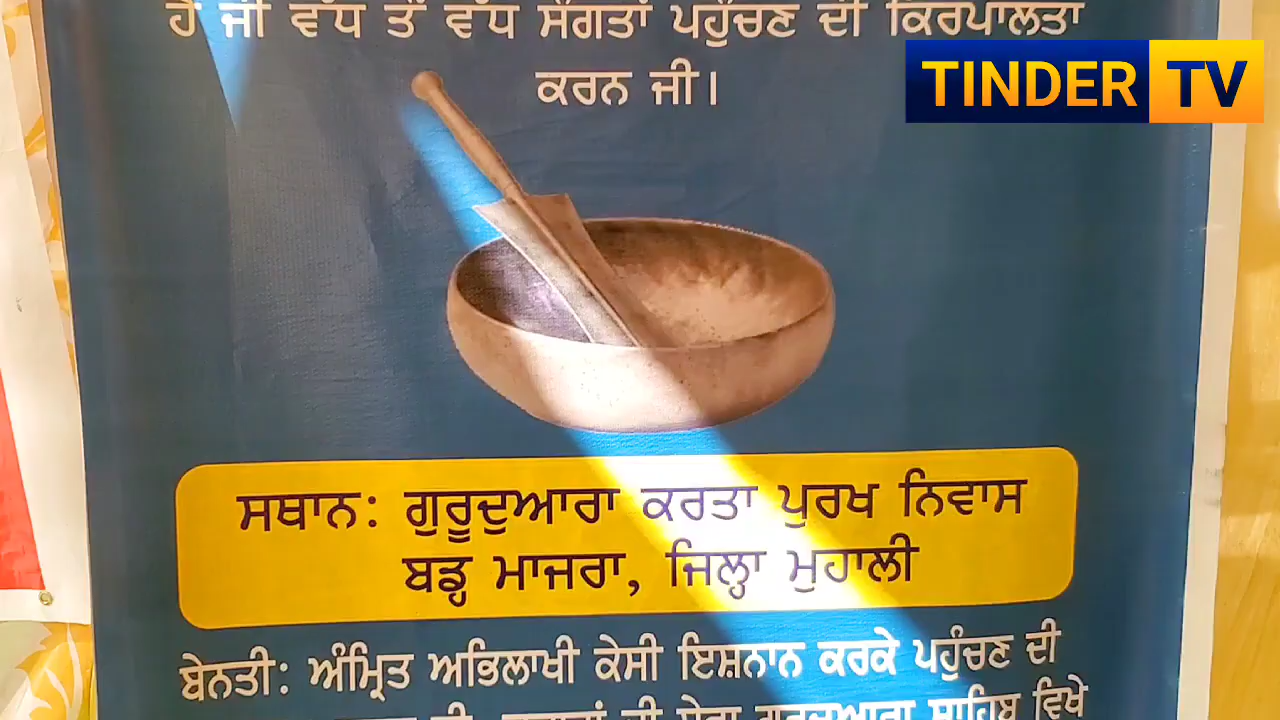 ਹੈ ਜੀ ਵੱਧ ਤੋਂ ਵੱਧ ਸੰਗਤਾਂ ਪਹੁੰਚਣ ਦੀ ਕਿਰਪਾਲਤਾ
ਕਰਨ ਜੀ।
TINDER TV
ਸਥਾਨ: ਗੁਰੂਦੁਆਰਾ ਕਰਤਾ ਪੁਰਖ ਨਿਵਾਸ
ਬੜ੍ਹ ਮਾਜਰਾ, ਜਿਲ੍ਹਾ ਮੁਹਾਲੀ
ਬੇਨਤੀ: ਅੰਮ੍ਰਿਤ ਅਭਿਲਾਖੀ ਕੇਸੀ ਇਸ਼ਨਾਨ ਕਰਕੇ ਪਹੁੰਚਣ ਦੀ
ਸਾਹਿਬ ਵਿਖੇ